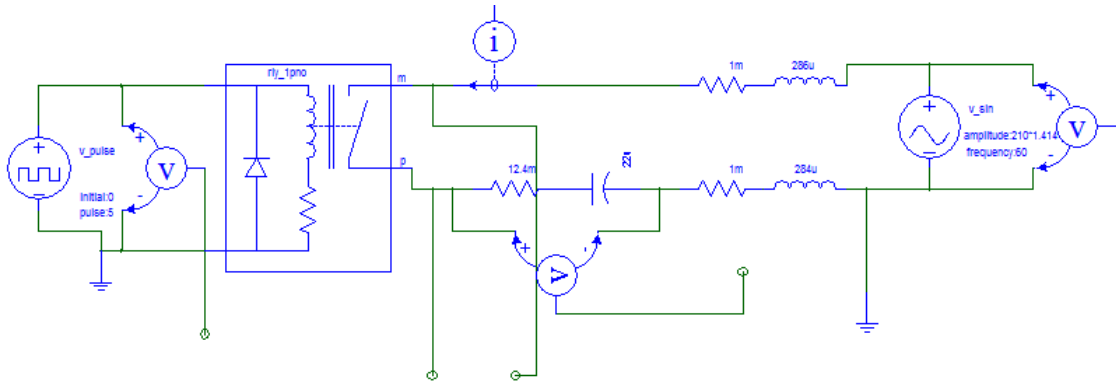 i
rly_1pno
m
1m
286u
v_sin
amplitude:210*1.414
frequency:60
V
+
-
v_pulse
initial:0
pulse:5
V
+
-
p
12.4m
1m
284u
V
+
-